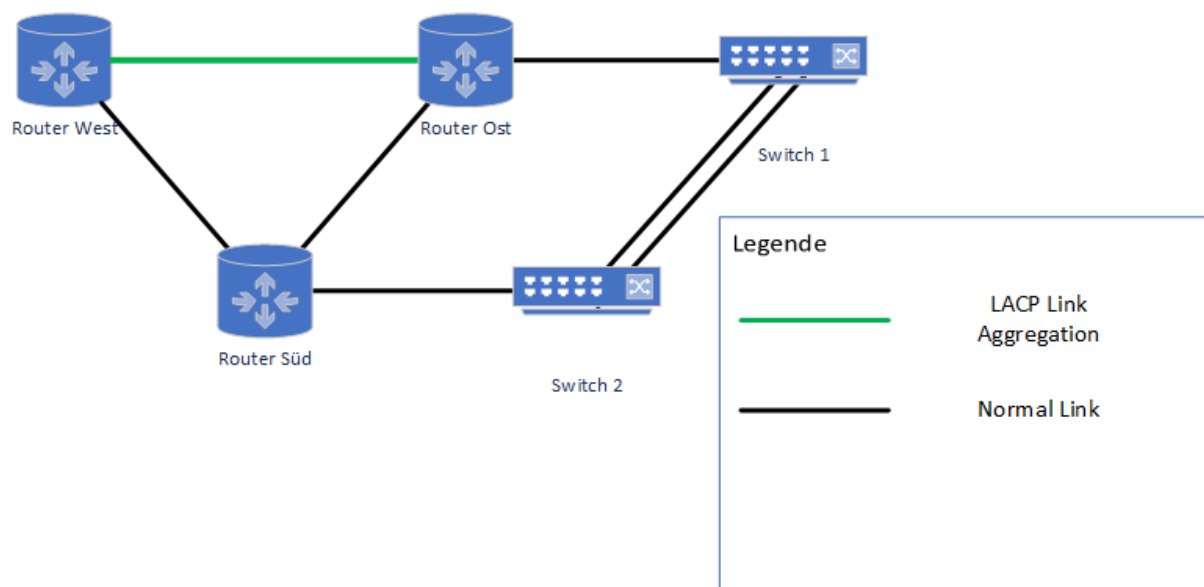 Router West
Router Ost
Switch 1
Router Süd
Switch 2
Legende
LACP Link
Aggregation
Normal Link